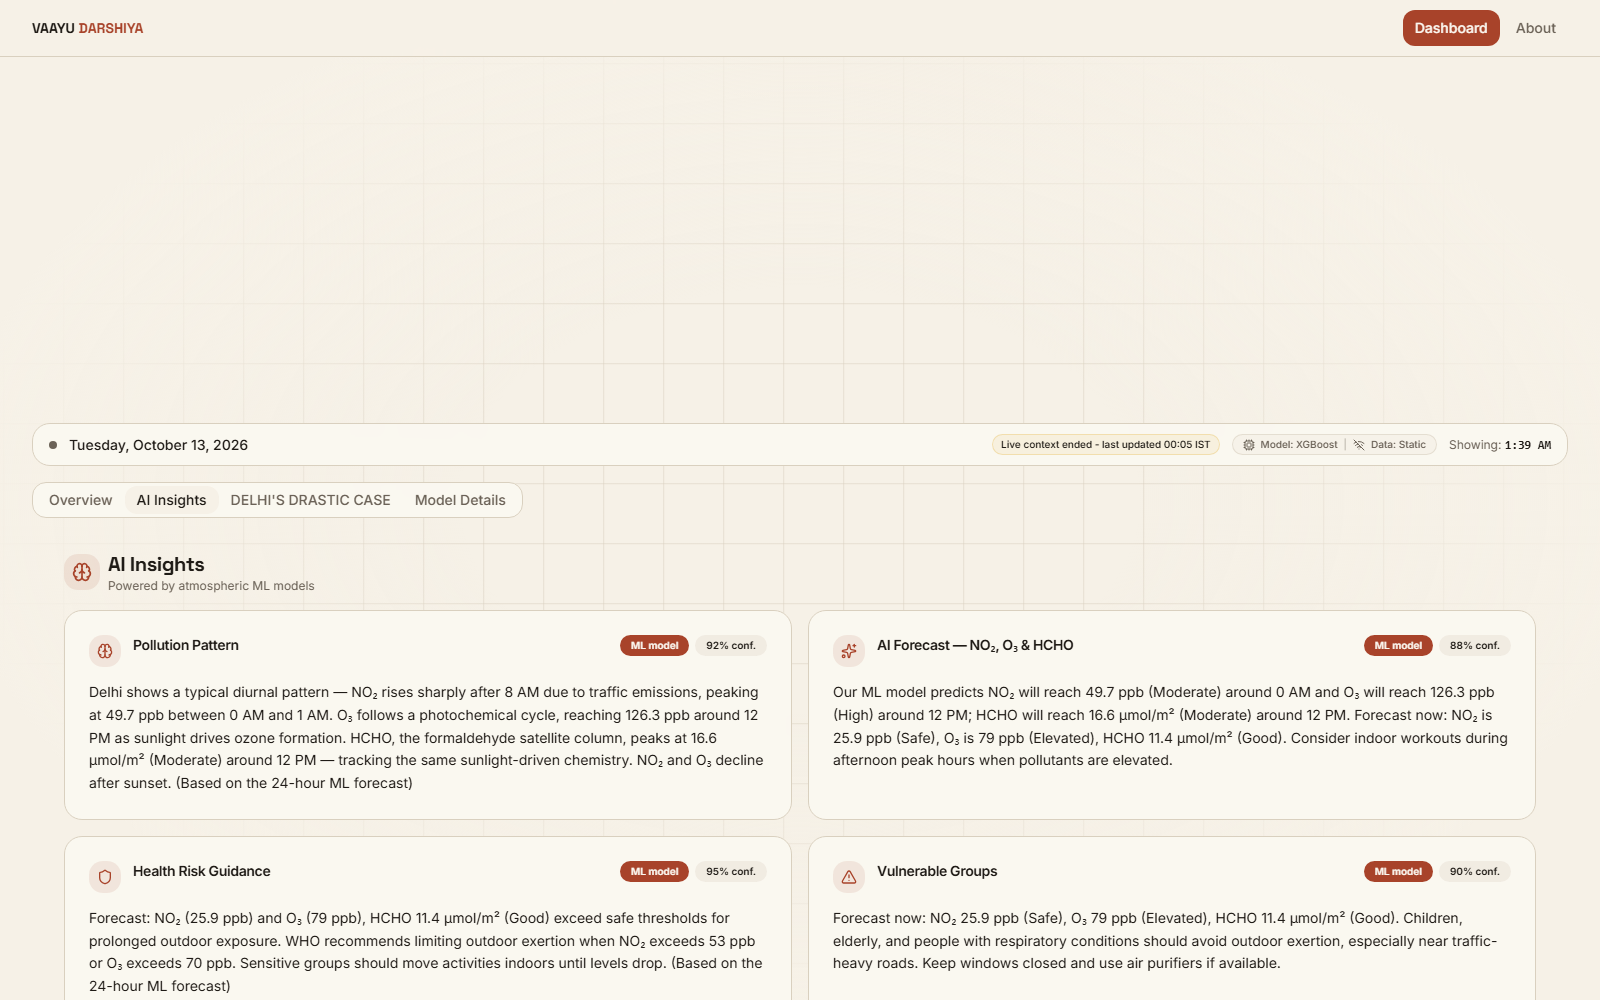 VAAYU DARSHIYA
Dashboard
About
Tuesday, October 13, 2026
Live context ended - last updated 00:05 IST
Model: XGBoost | Data: Static
Showing: 1:39 AM
Overview
AI Insights
DELHI'S DRASTIC CASE
Model Details
AI Insights
Powered by atmospheric ML models
Pollution Pattern
ML model
92% conf.
Delhi shows a typical diurnal pattern — NO₂ rises sharply after 8 AM due to traffic emissions, peaking
at 49.7 ppb between 0 AM and 1 AM. O₃ follows a photochemical cycle, reaching 126.3 ppb around 12
PM as sunlight drives ozone formation. HCHO, the formaldehyde satellite column, peaks at 16.6
µmol/m² (Moderate) around 12 PM — tracking the same sunlight-driven chemistry. NO₂ and O₃ decline
after sunset. (Based on the 24-hour ML forecast)
AI Forecast — NO₂, O₃ & HCHO
ML model
88% conf.
Our ML model predicts NO₂ will reach 49.7 ppb (Moderate) around 0 AM and O₃ will reach 126.3 ppb
(High) around 12 PM; HCHO will reach 16.6 µmol/m² (Moderate) around 12 PM. Forecast now: NO₂ is
25.9 ppb (Safe), O₃ is 79 ppb (Elevated), HCHO 11.4 µmol/m² (Good). Consider indoor workouts during
afternoon peak hours when pollutants are elevated.
Health Risk Guidance
ML model
95% conf.
Forecast: NO₂ (25.9 ppb) and O₃ (79 ppb), HCHO 11.4 µmol/m² (Good) exceed safe thresholds for
prolonged outdoor exposure. WHO recommends limiting outdoor exertion when NO₂ exceeds 53 ppb
or O₃ exceeds 70 ppb. Sensitive groups should move activities indoors until levels drop. (Based on the
24-hour ML forecast)
Vulnerable Groups
ML model
90% conf.
Forecast now: NO₂ 25.9 ppb (Safe), O₃ 79 ppb (Elevated), HCHO 11.4 µmol/m² (Good). Children,
elderly, and people with respiratory conditions should avoid outdoor exertion, especially near traffic-
heavy roads. Keep windows closed and use air purifiers if available.